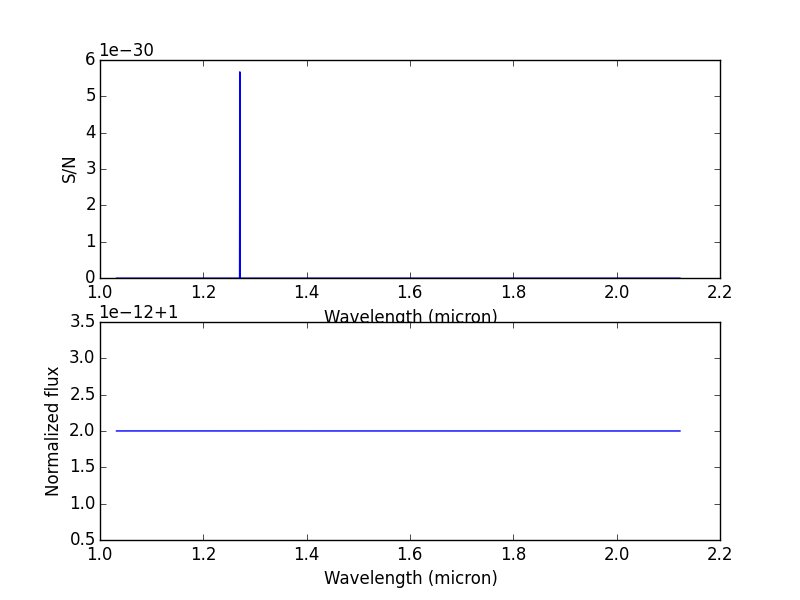 1e−30
6
5
4
3
2
1
0
S/N
1.0 1.2 1.4 1.6 1.8 2.0 2.2
Wavelength (micron)
1e−12+1
3.5
3.0
2.5
2.0
1.5
1.0
0.5
Normalized flux
1.0 1.2 1.4 1.6 1.8 2.0 2.2
Wavelength (micron)